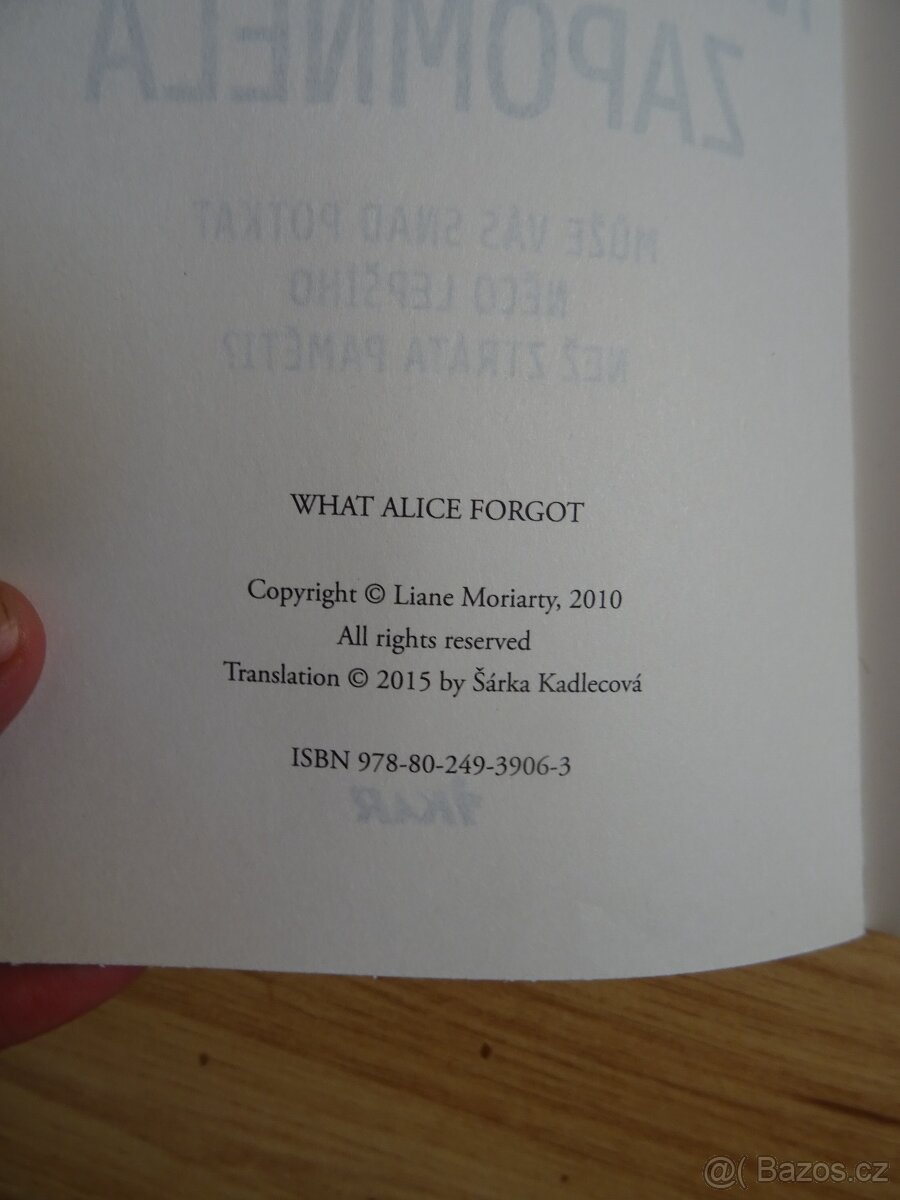 ZAPOMNĚLA
MŮŽE VÁS SNAD POTKAT
NĚCO LEPŠÍHO
NEŽ ZTRÁTA PAMĚTI?
WHAT ALICE FORGOT
Copyright © Liane Moriarty, 2010
All rights reserved
Translation © 2015 by Šárka Kadlecová
ISBN 978-80-249-3906-3
IKAR
@( Bazos.cz